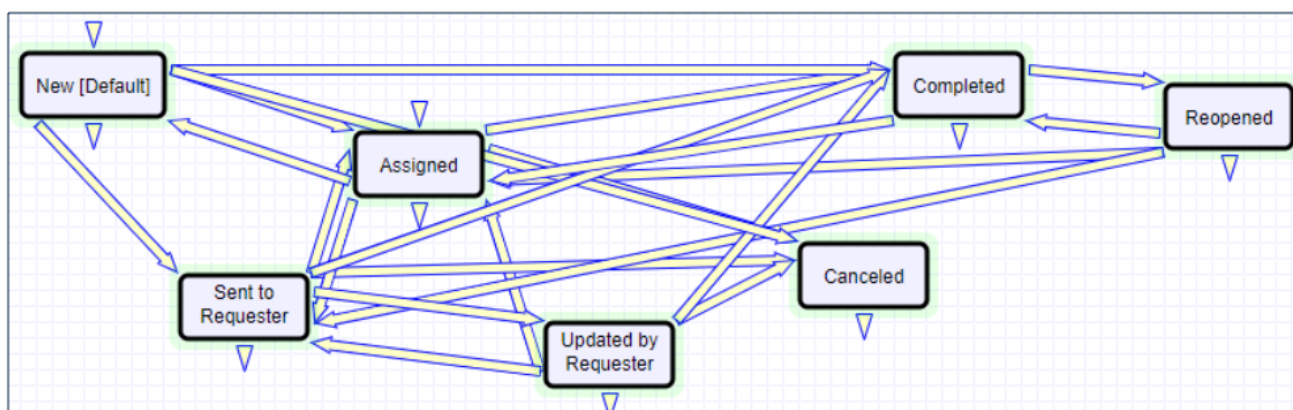 New [Default]
Completed
Reopened
Assigned
Canceled
Sent to
Requester
Updated by
Requester